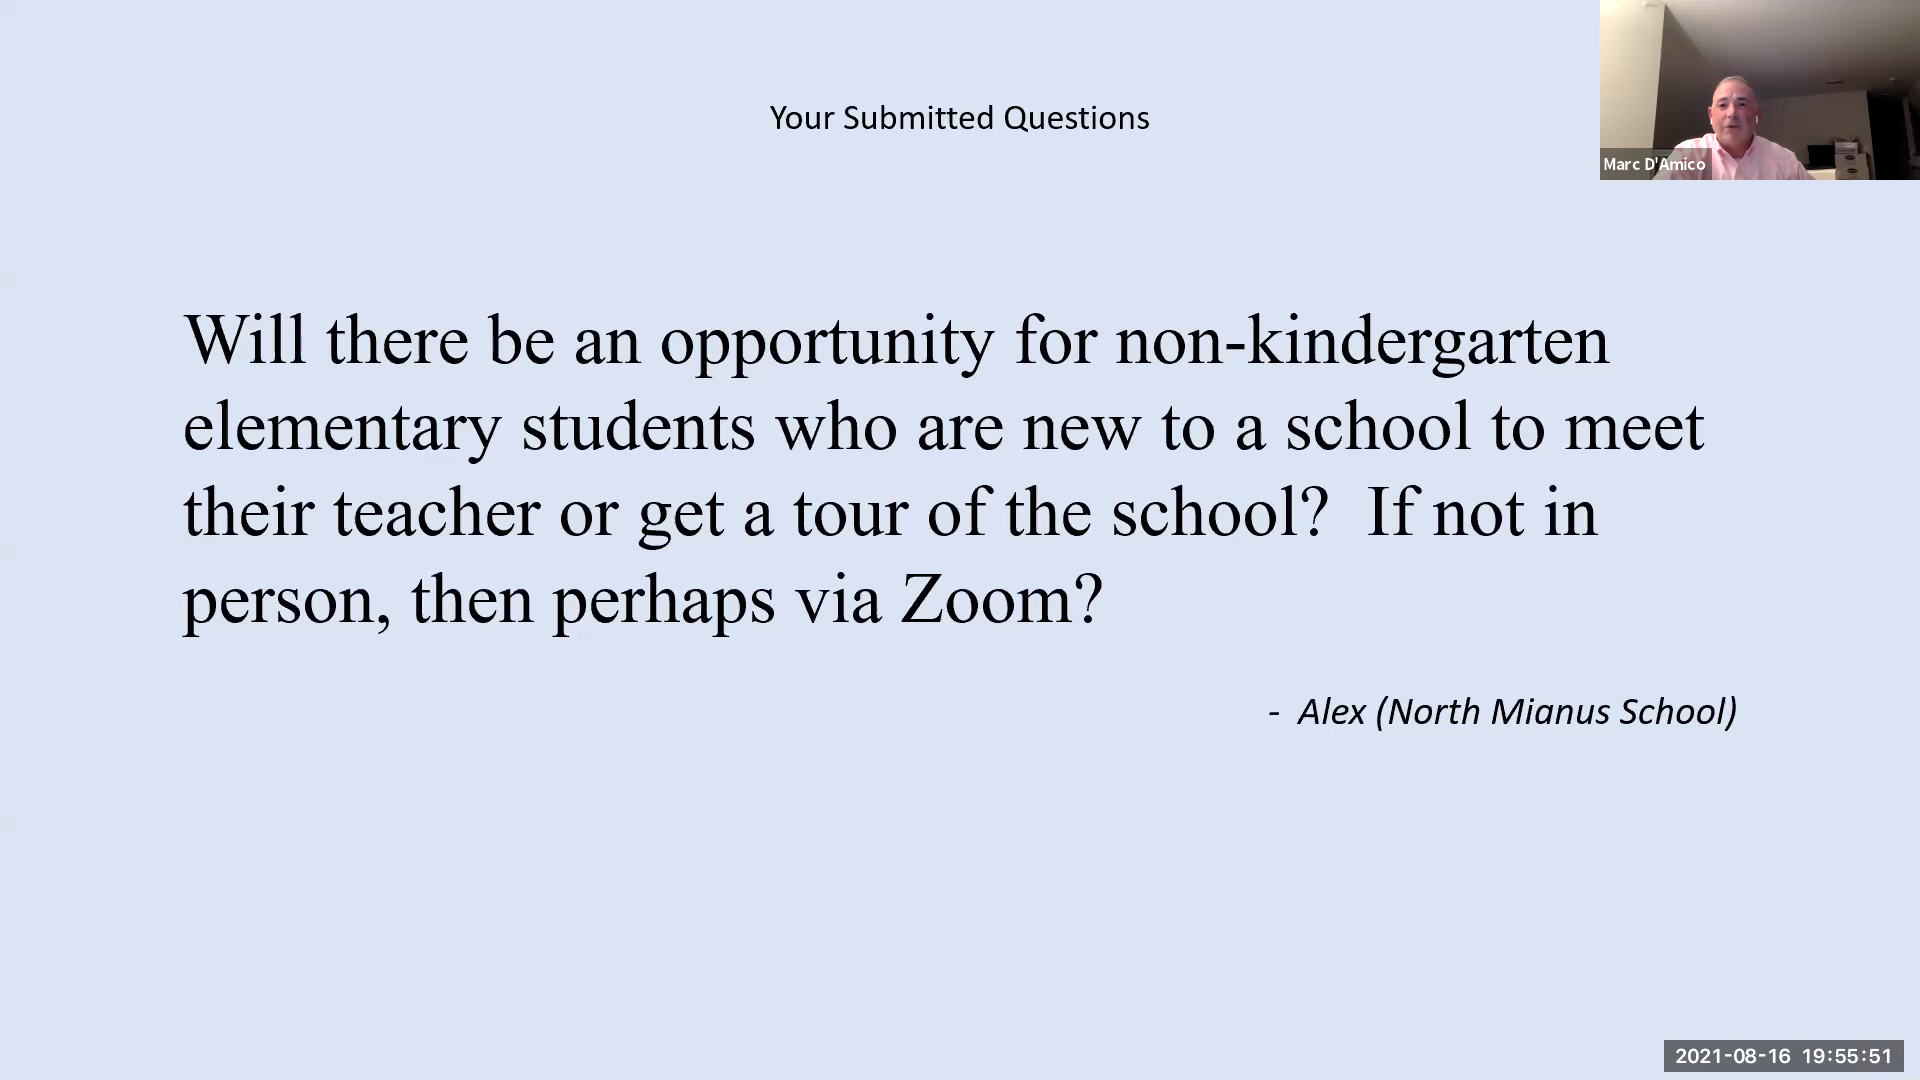 Your Submitted Questions
Marc D'Amico
Will there be an opportunity for non-kindergarten
elementary students who are new to a school to meet
their teacher or get a tour of the school?  If not in
person, then perhaps via Zoom?
- Alex (North Mianus School)
2021-08-16 19:55:51